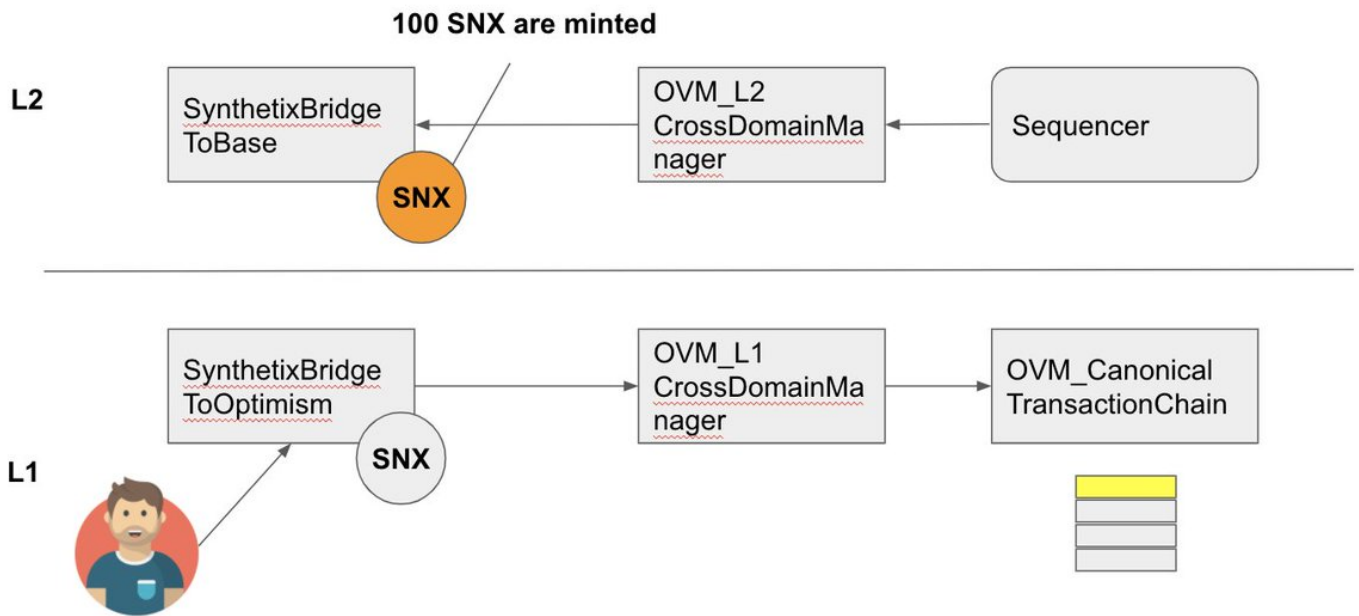 100 SNX are minted
L2
SynthetixBridge
ToBase
OVM_L2
CrossDomainMa
nager
Sequencer
SNX
SynthetixBridge
ToOptimism
OVM_L1
CrossDomainMa
nager
OVM_Canonical
TransactionChain
SNX
L1